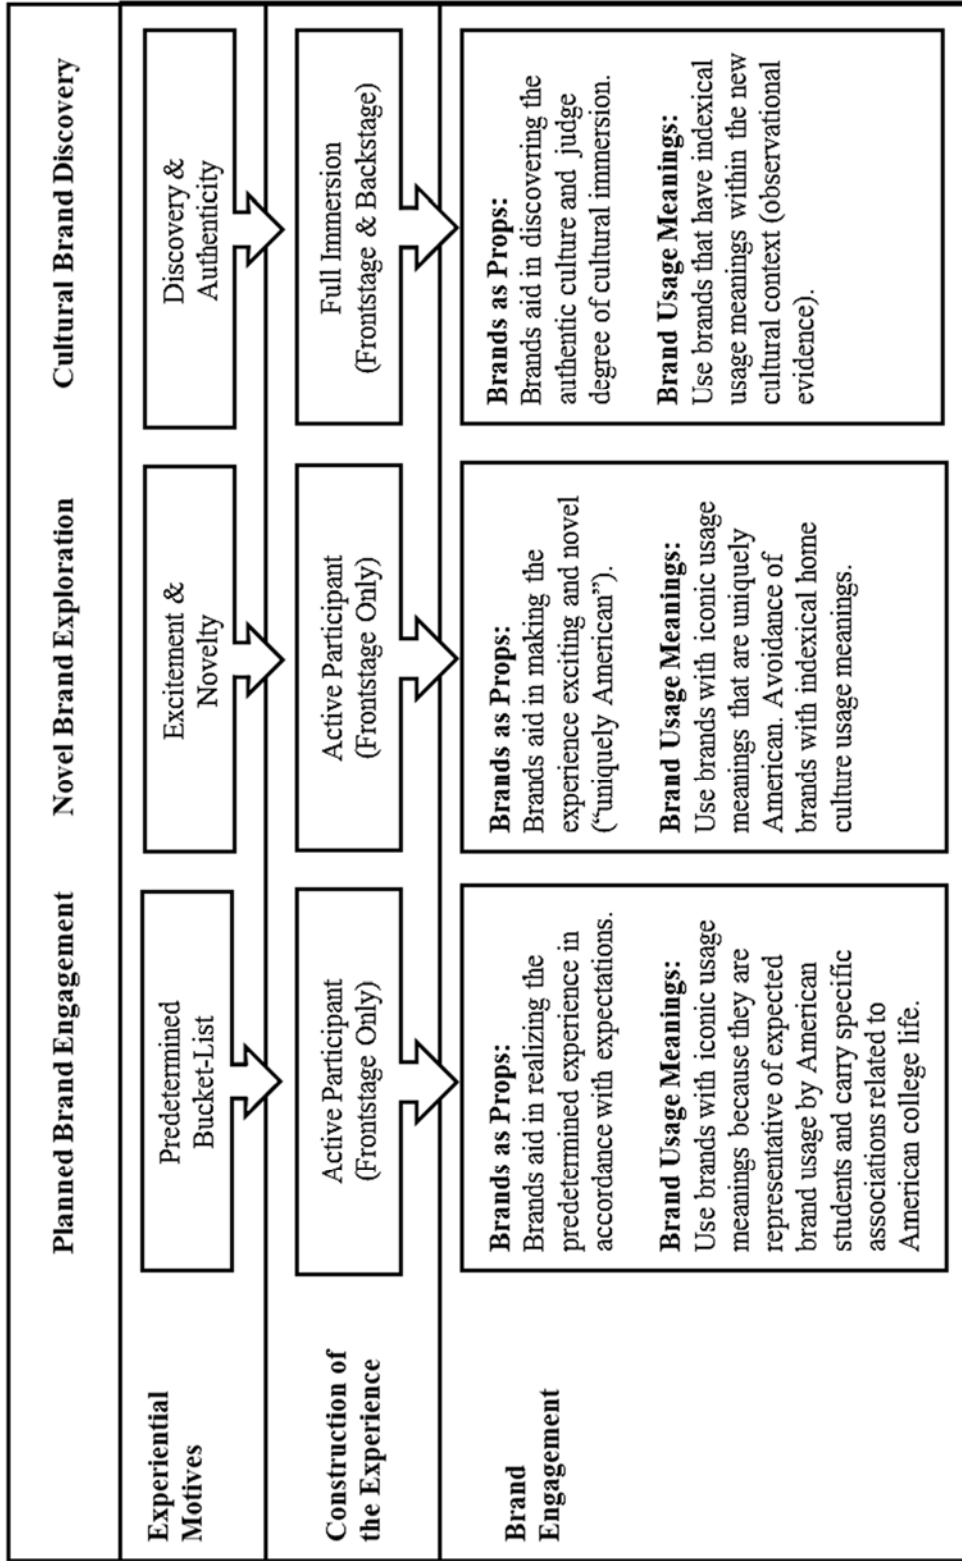 Planned Brand Engagement
Novel Brand Exploration
Cultural Brand Discovery
Experiential
Motives
Predetermined
Bucket-List
Excitement &
Novelty
Discovery &
Authenticity
Construction of
the Experience
Active Participant
(Frontstage Only)
Active Participant
(Frontstage Only)
Full Immersion
(Frontstage & Backstage)
Brand
Engagement
Brands as Props:
Brands aid in realizing the
predetermined experience in
accordance with expectations.
Brand Usage Meanings:
Use brands with iconic usage
meanings because they are
representative of expected
brand usage by American
students and carry specific
associations related to
American college life.
Brands as Props:
Brands aid in making the
experience exciting and novel
(“uniquely American”).
Brand Usage Meanings:
Use brands with iconic usage
meanings that are uniquely
American. Avoidance of
brands with indexical home
culture usage meanings.
Brands as Props:
Brands aid in discovering the
authentic culture and judge
degree of cultural immersion.
Brand Usage Meanings:
Use brands that have indexical
usage meanings within the new
cultural context (observational
evidence).